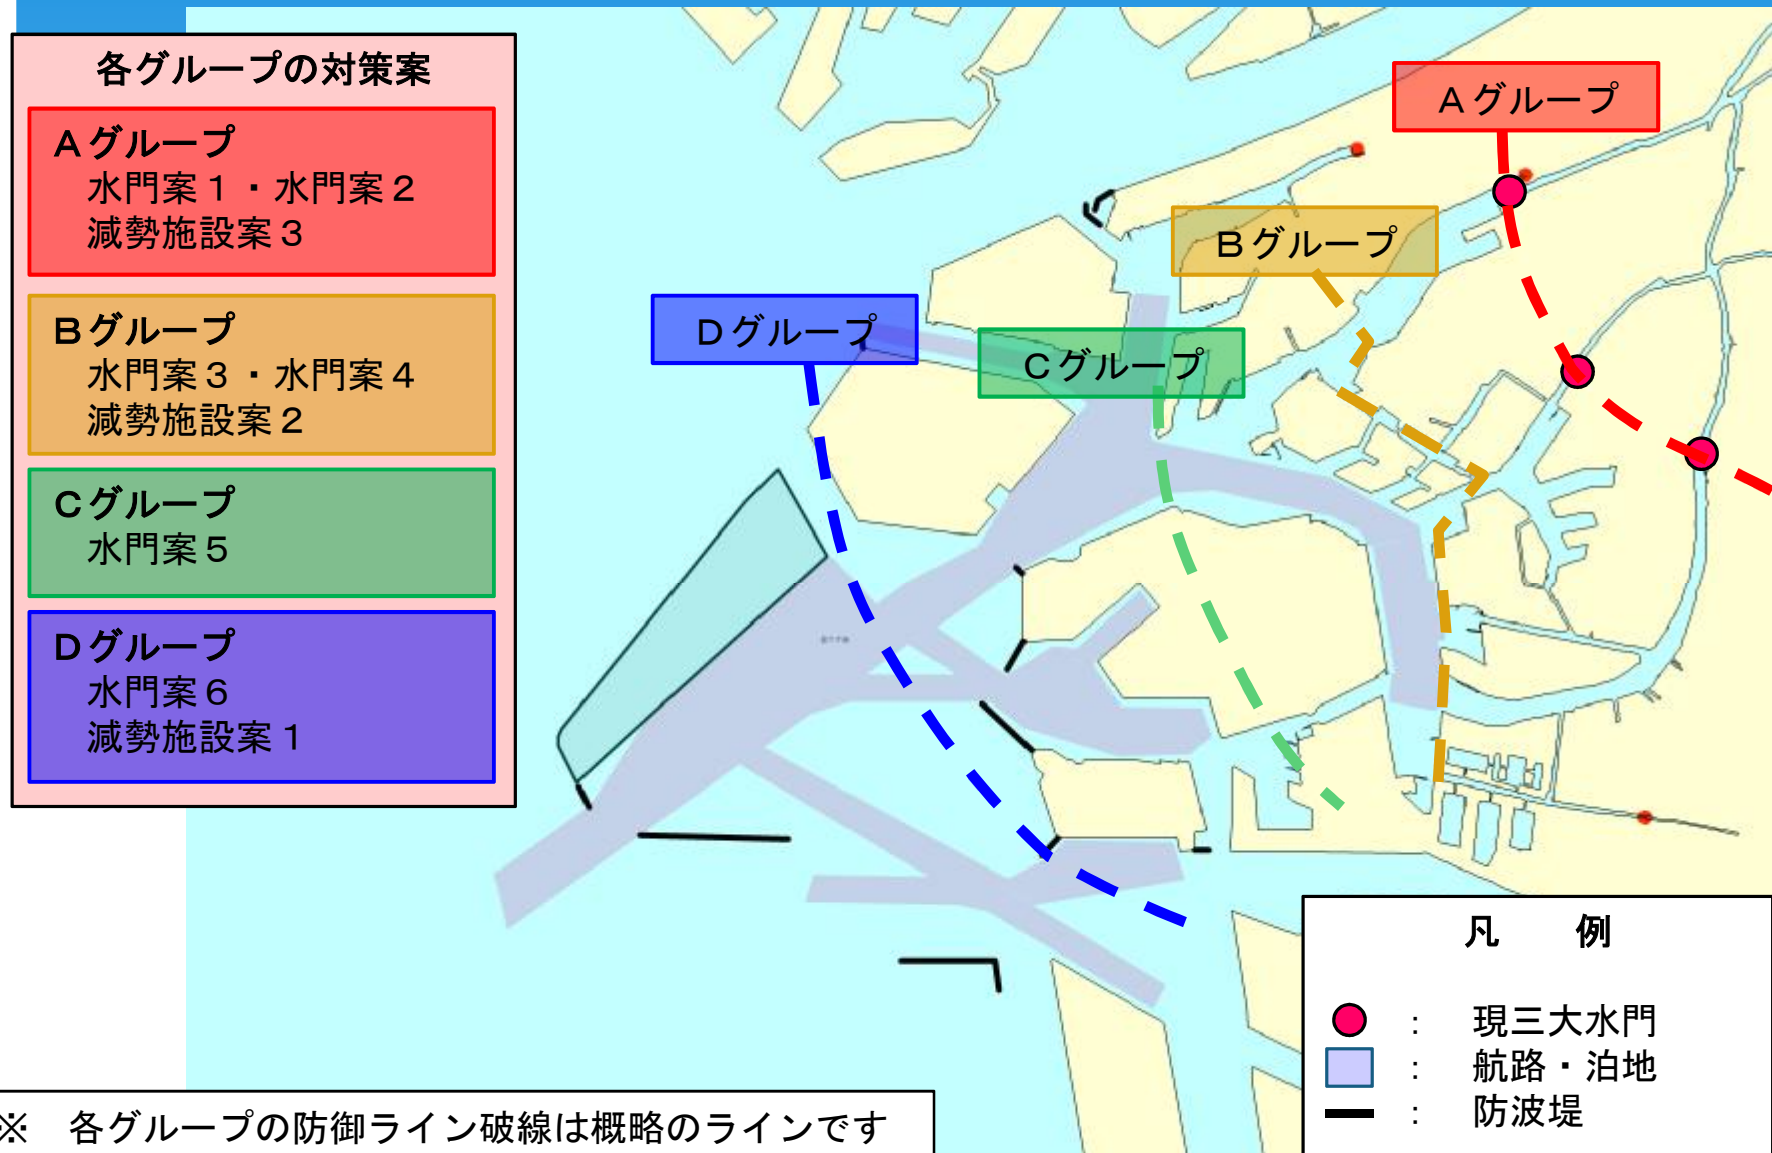 各グループの対策案
Aグループ
水門案1・水門案2
減勢施設案3
Bグループ
水門案3・水門案4
減勢施設案2
Cグループ
水門案5
Dグループ
水門案6
減勢施設案1
Aグループ
Bグループ
Dグループ
Cグループ
凡　例
： 現三大水門
： 航路・泊地
： 防波堤
※　各グループの防御ライン破線は概略のラインです